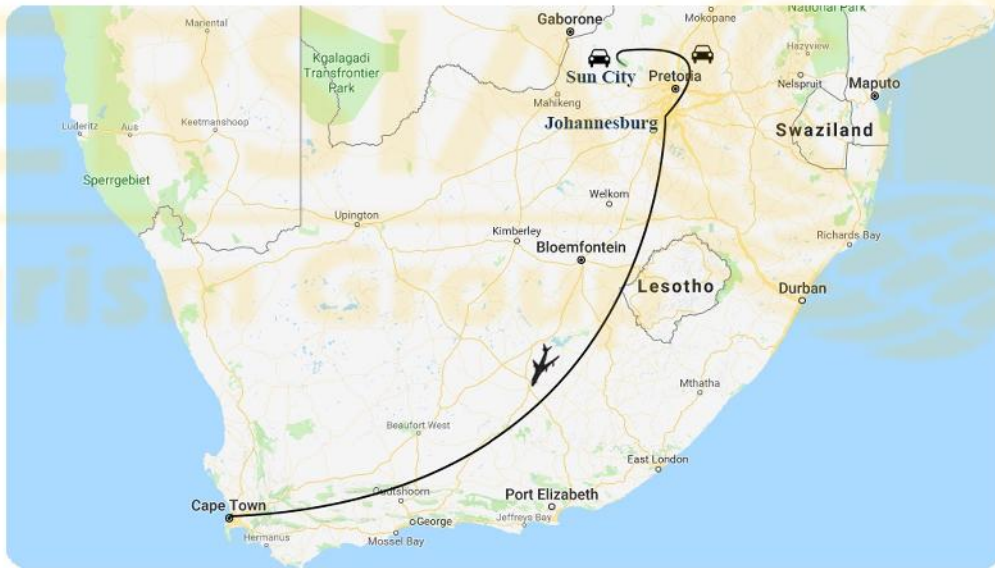 National Park
Mariental
Gaborone
Mokopane
Kgalagadi
Transfrontier
Park
Hazyview
Sun City
Pretoria
Nelspruit
Maputo
Mahikeng
Lüderitz
Aus
Keetmanshoop
Johannesburg
Swaziland
Sperrgebiet
Welkom
Upington
Kimberley
Bloemfontein
Richards Bay
Lesotho
Durban
Mthatha
Beaufort West
East London
Oudtshoorn
Port Elizabeth
Cape Town
George
Jeffreys Bay
Hermanus
Mossel Bay